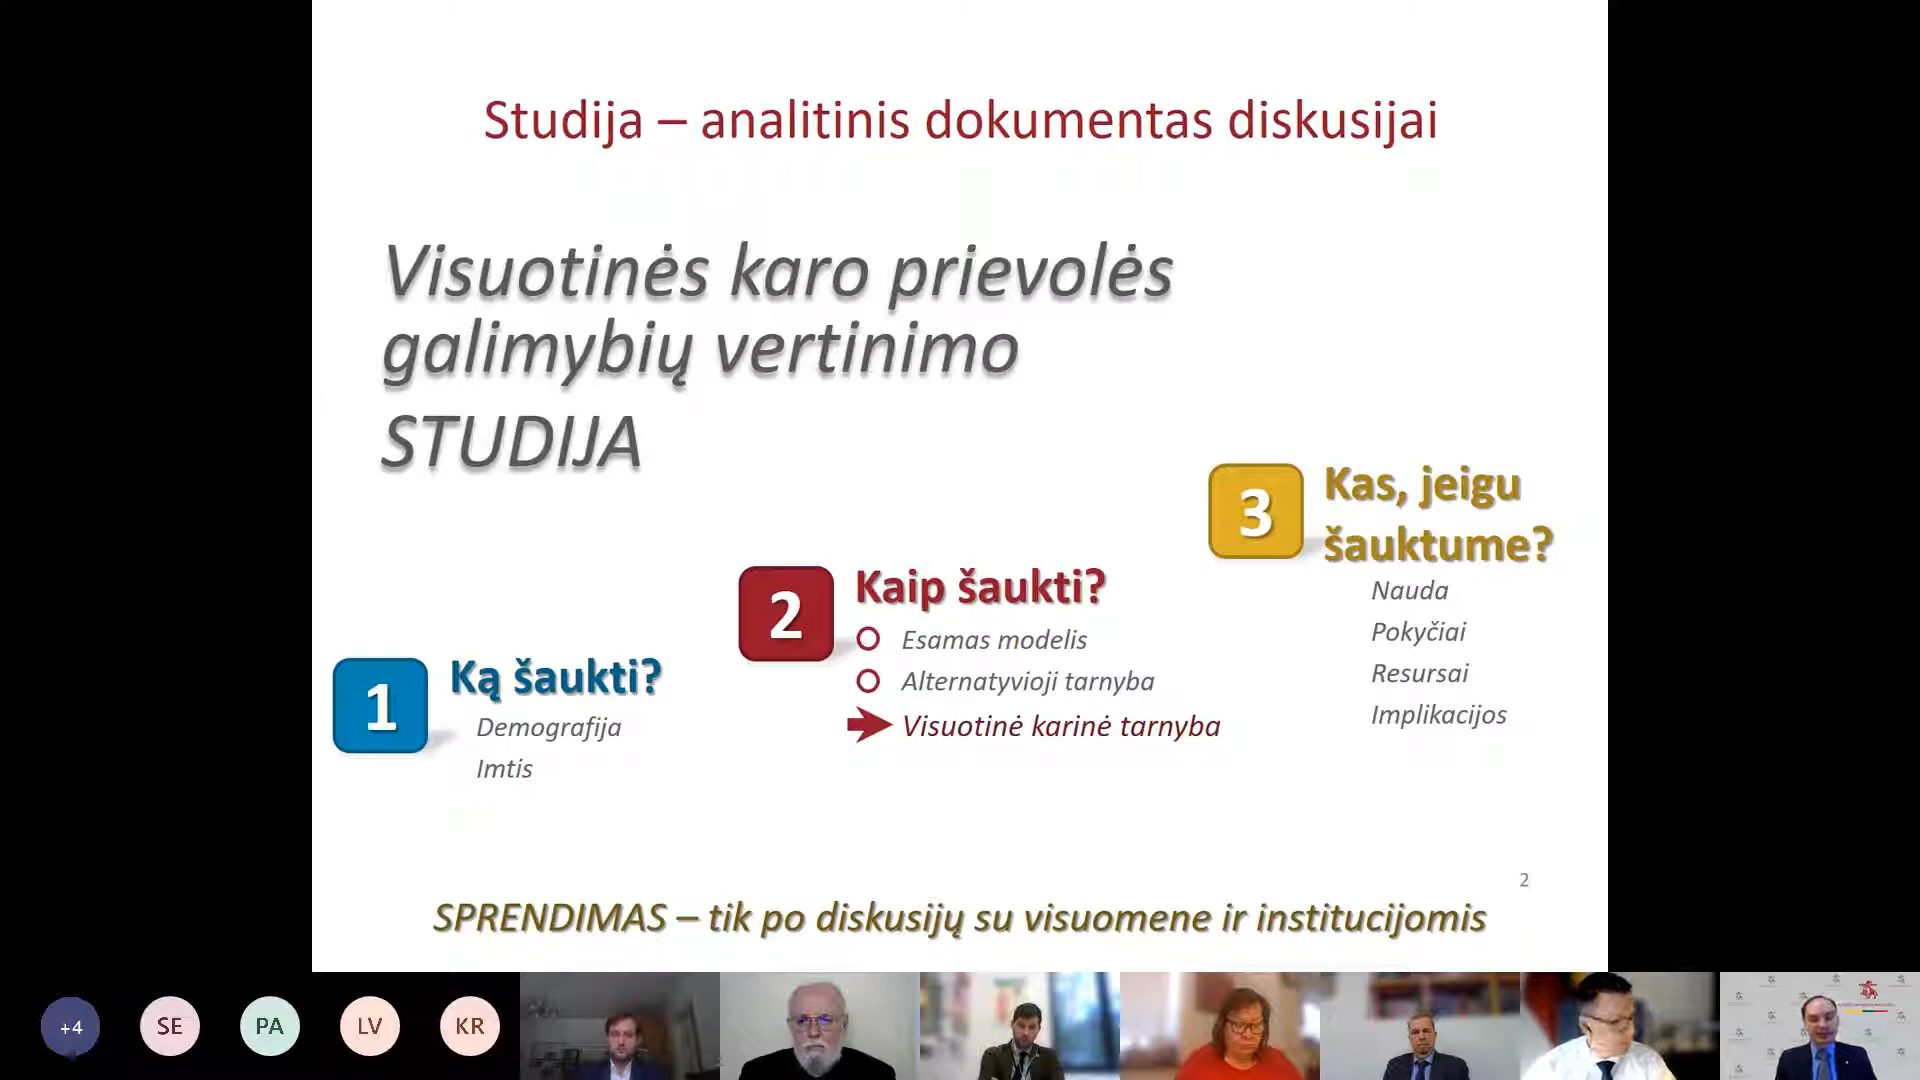 Studija – analitinis dokumentas diskusijai
Visuotinės karo prievolės
galimybių vertinimo
STUDIJA
1
Ką šaukti?
Demografija
Imtis
2
Kaip šaukti?
Esamas modelis
Alternatyvioji tarnyba
Visuotinė karinė tarnyba
3
Kas, jeigu
šauktume?
Nauda
Pokyčiai
Resursai
Implikacijos
2
SPRENDIMAS – tik po diskusijų su visuomene ir institucijomis
+4
SE
PA
LV
KR